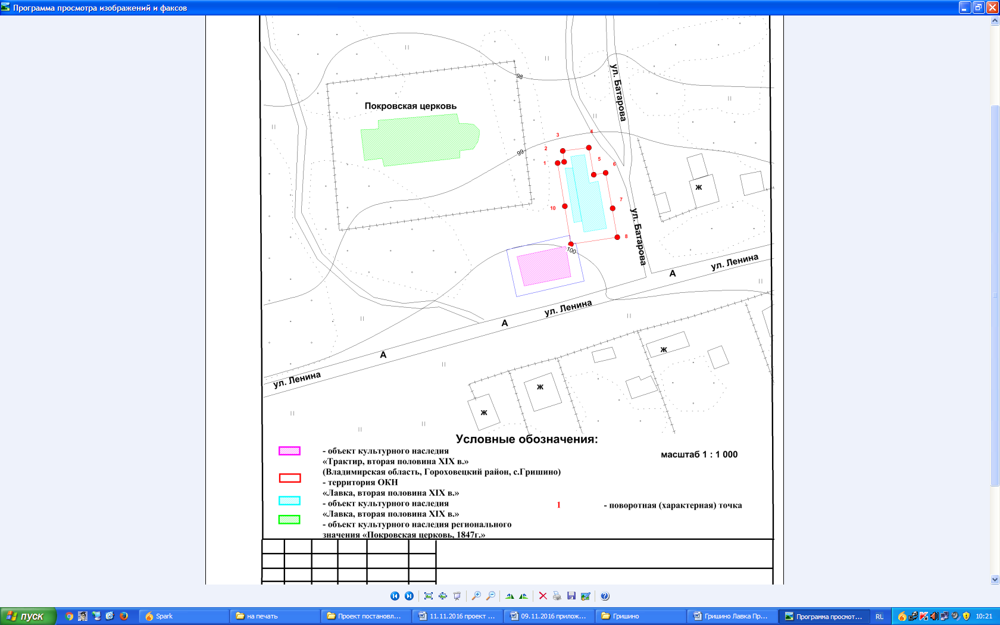 Программа просмотра изображений и факсов
98
ул. Батарова
Покровская церковь
99
3
4
2
1
5
6
7
10
8
ж
ул. Батарова
100
ул. Ленина
А
ул. Ленина
А
А
ул. Ленина
ж
ж
ж
Условные обозначения:
- объект культурного наследия
«Трактир, вторая половина XIX в.»
(Владимирская область, Гороховецкий район, с.Гришино)
- территория ОКН
«Лавка, вторая половина XIX в.»
- объект культурного наследия
«Лавка, вторая половина XIX в.»
- объект культурного наследия регионального
значения «Покровская церковь, 1847г.»
масштаб 1 : 1 000
1 - поворотная (характерная) точка
пуск
Spark
на печать
Проект постановл...
11.11.2016 проект ...
09.11.2016 прилож...
Гришино
Гришино Лавка Пр...
Программа просмот...
RU
10:21